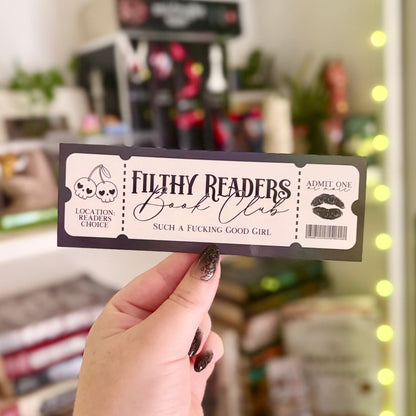 FILTHY READERS
Book Club
SUCH A FUCKING GOOD GIRL
LOCATION:
READERS
CHOICE
ADMIT ONE